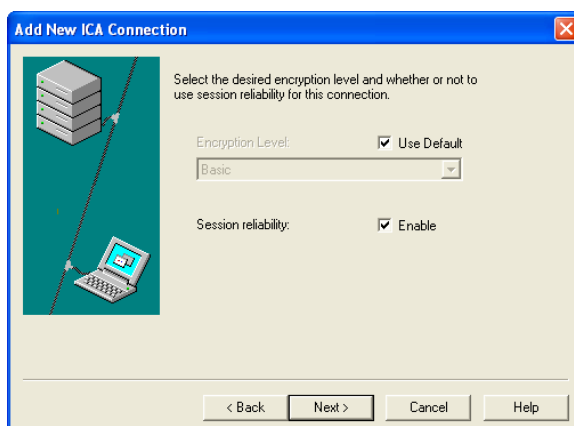 Add New ICA Connection
Select the desired encryption level and whether or not to
use session reliability for this connection.
Encryption Level: Use Default
Basic
Session reliability: Enable
< Back Next > Cancel Help